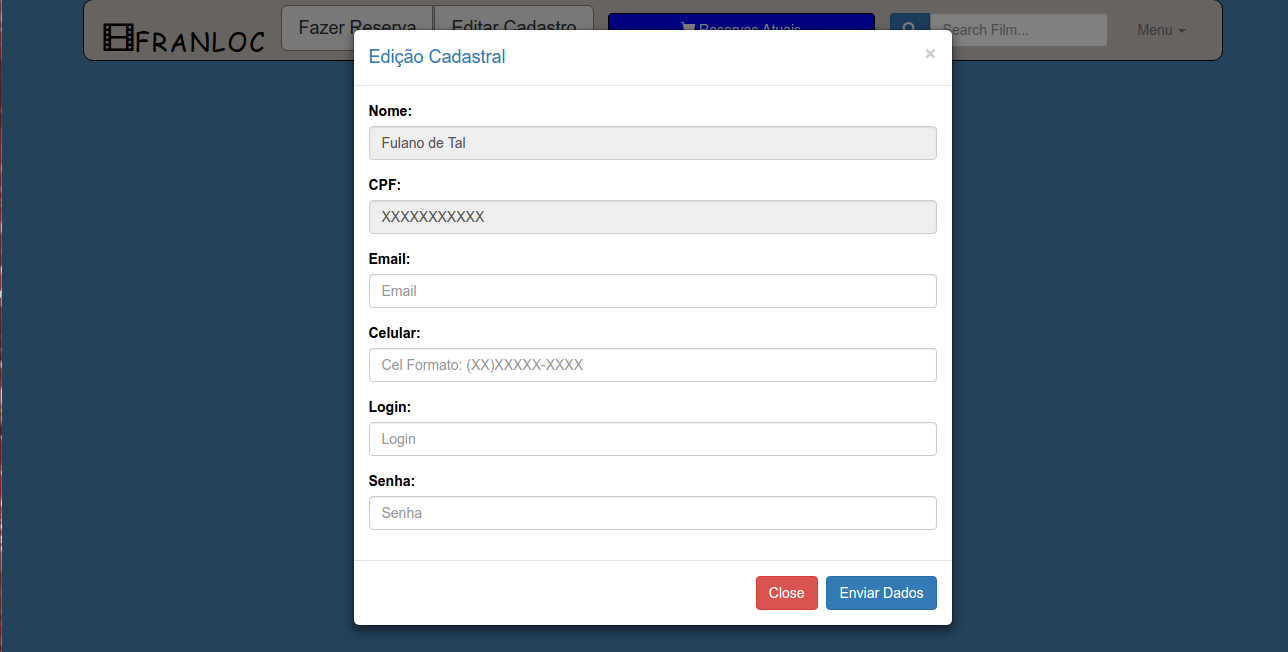 FRANLOC
Fazer Reserva
Editar Cadastro
Reservas Atuais
Search Film...
Menu
Edição Cadastral
×
Nome:
Fulano de Tal
CPF:
XXXXXXXXXXX
Email:
Email
Celular:
Cel Formato: (XX)XXXXX-XXXX
Login:
Login
Senha:
Senha
Close
Enviar Dados